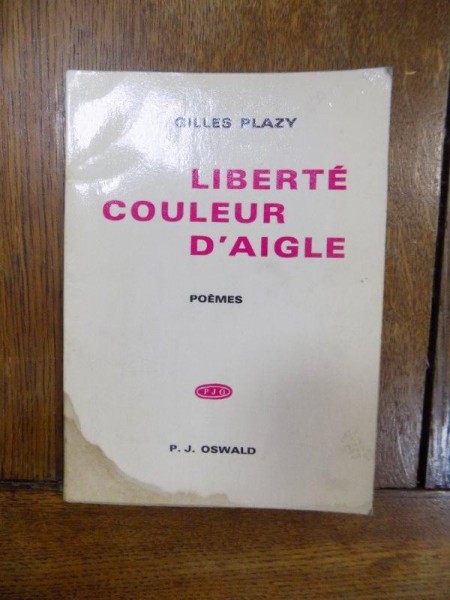 GILLES PLAZY
LIBERTÉ
COULEUR
D'AIGLE
POÈMES
PJO
P. J. OSWALD